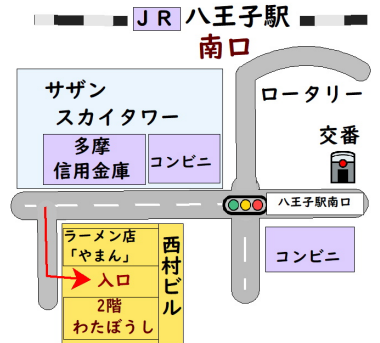 JR 八王子駅
南口
サザン
スカイタワー
ロータリー
多摩
信用金庫
コンビニ
交番
八王子駅南口
ラーメン店
「やまん」
入口
2階
わたぼうし
西村ビル
コンビニ